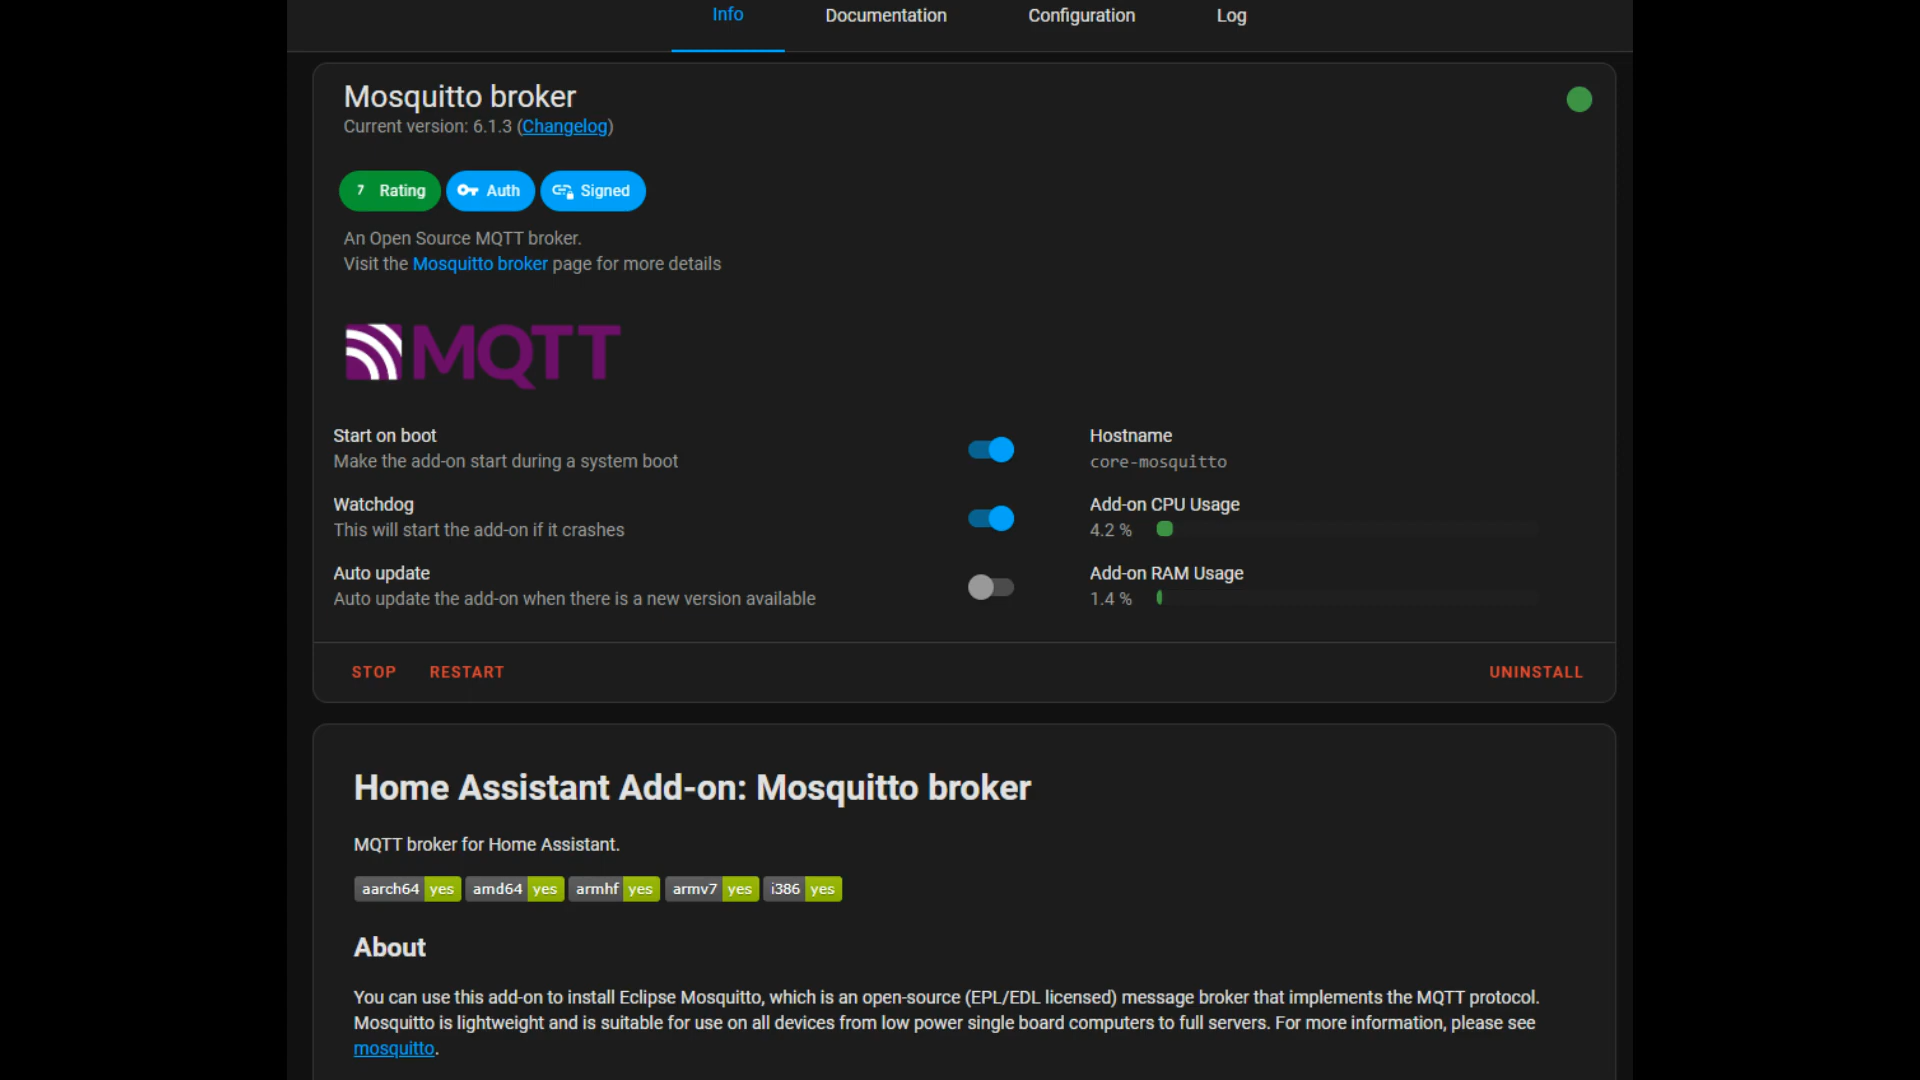 Info
Documentation
Configuration
Log
Mosquitto broker
Current version: 6.1.3 (Changelog)
7 Rating
Auth
Signed
An Open Source MQTT broker.
Visit the Mosquitto broker page for more details
MQTT
Start on boot
Make the add-on start during a system boot
Hostname
core-mosquitto
Watchdog
This will start the add-on if it crashes
Add-on CPU Usage
4.2 %
Auto update
Auto update the add-on when there is a new version available
Add-on RAM Usage
1.4 %
STOP
RESTART
UNINSTALL
Home Assistant Add-on: Mosquitto broker
MQTT broker for Home Assistant.
aarch64 yes amd64 yes armhf yes armv7 yes i386 yes
About
You can use this add-on to install Eclipse Mosquitto, which is an open-source (EPL/EDL licensed) message broker that implements the MQTT protocol.
Mosquitto is lightweight and is suitable for use on all devices from low power single board computers to full servers. For more information, please see
mosquitto.